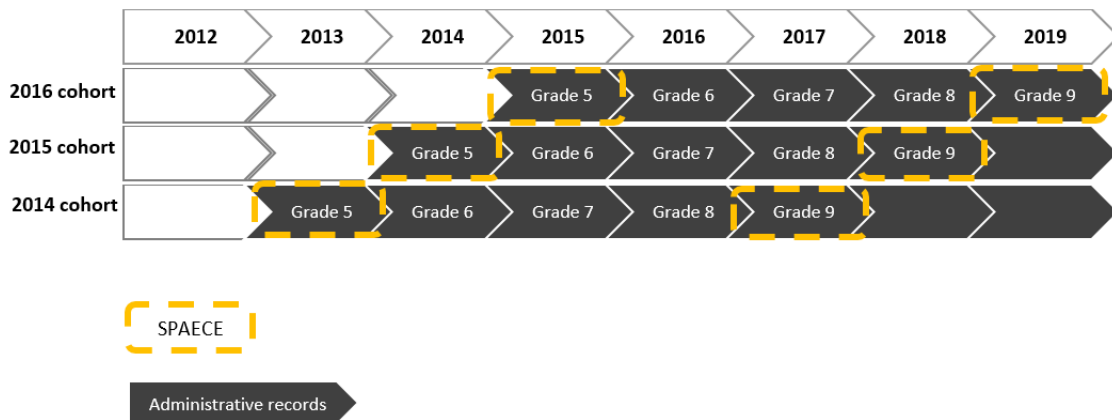 2012 2013 2014 2015 2016 2017 2018 2019
2016 cohort Grade 5 Grade 6 Grade 7 Grade 8 Grade 9
2015 cohort Grade 5 Grade 6 Grade 7 Grade 8 Grade 9
2014 cohort Grade 5 Grade 6 Grade 7 Grade 8 Grade 9
SPAECE
Administrative records